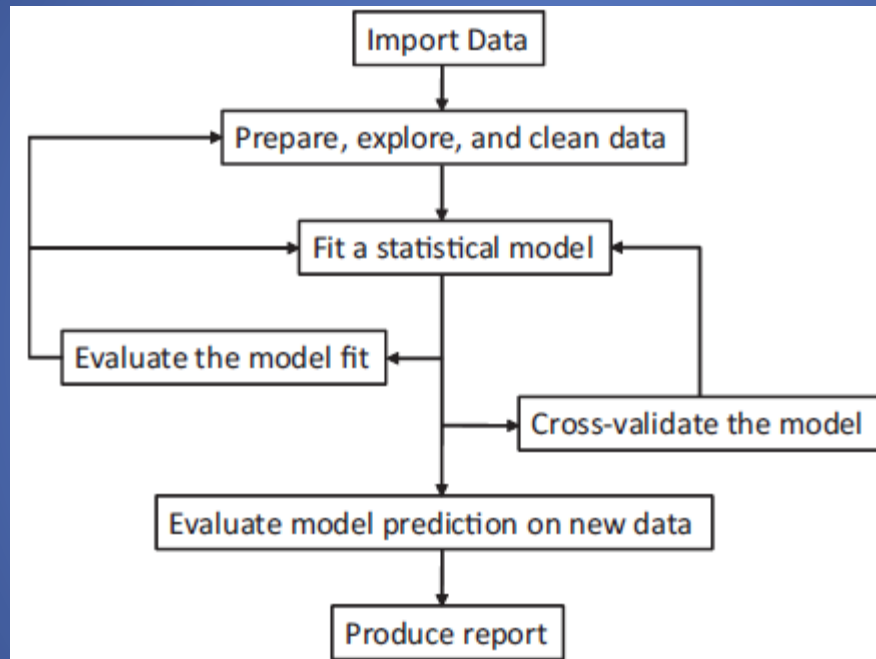 Import Data
Prepare, explore, and clean data
Fit a statistical model
Evaluate the model fit
Cross-validate the model
Evaluate model prediction on new data
Produce report